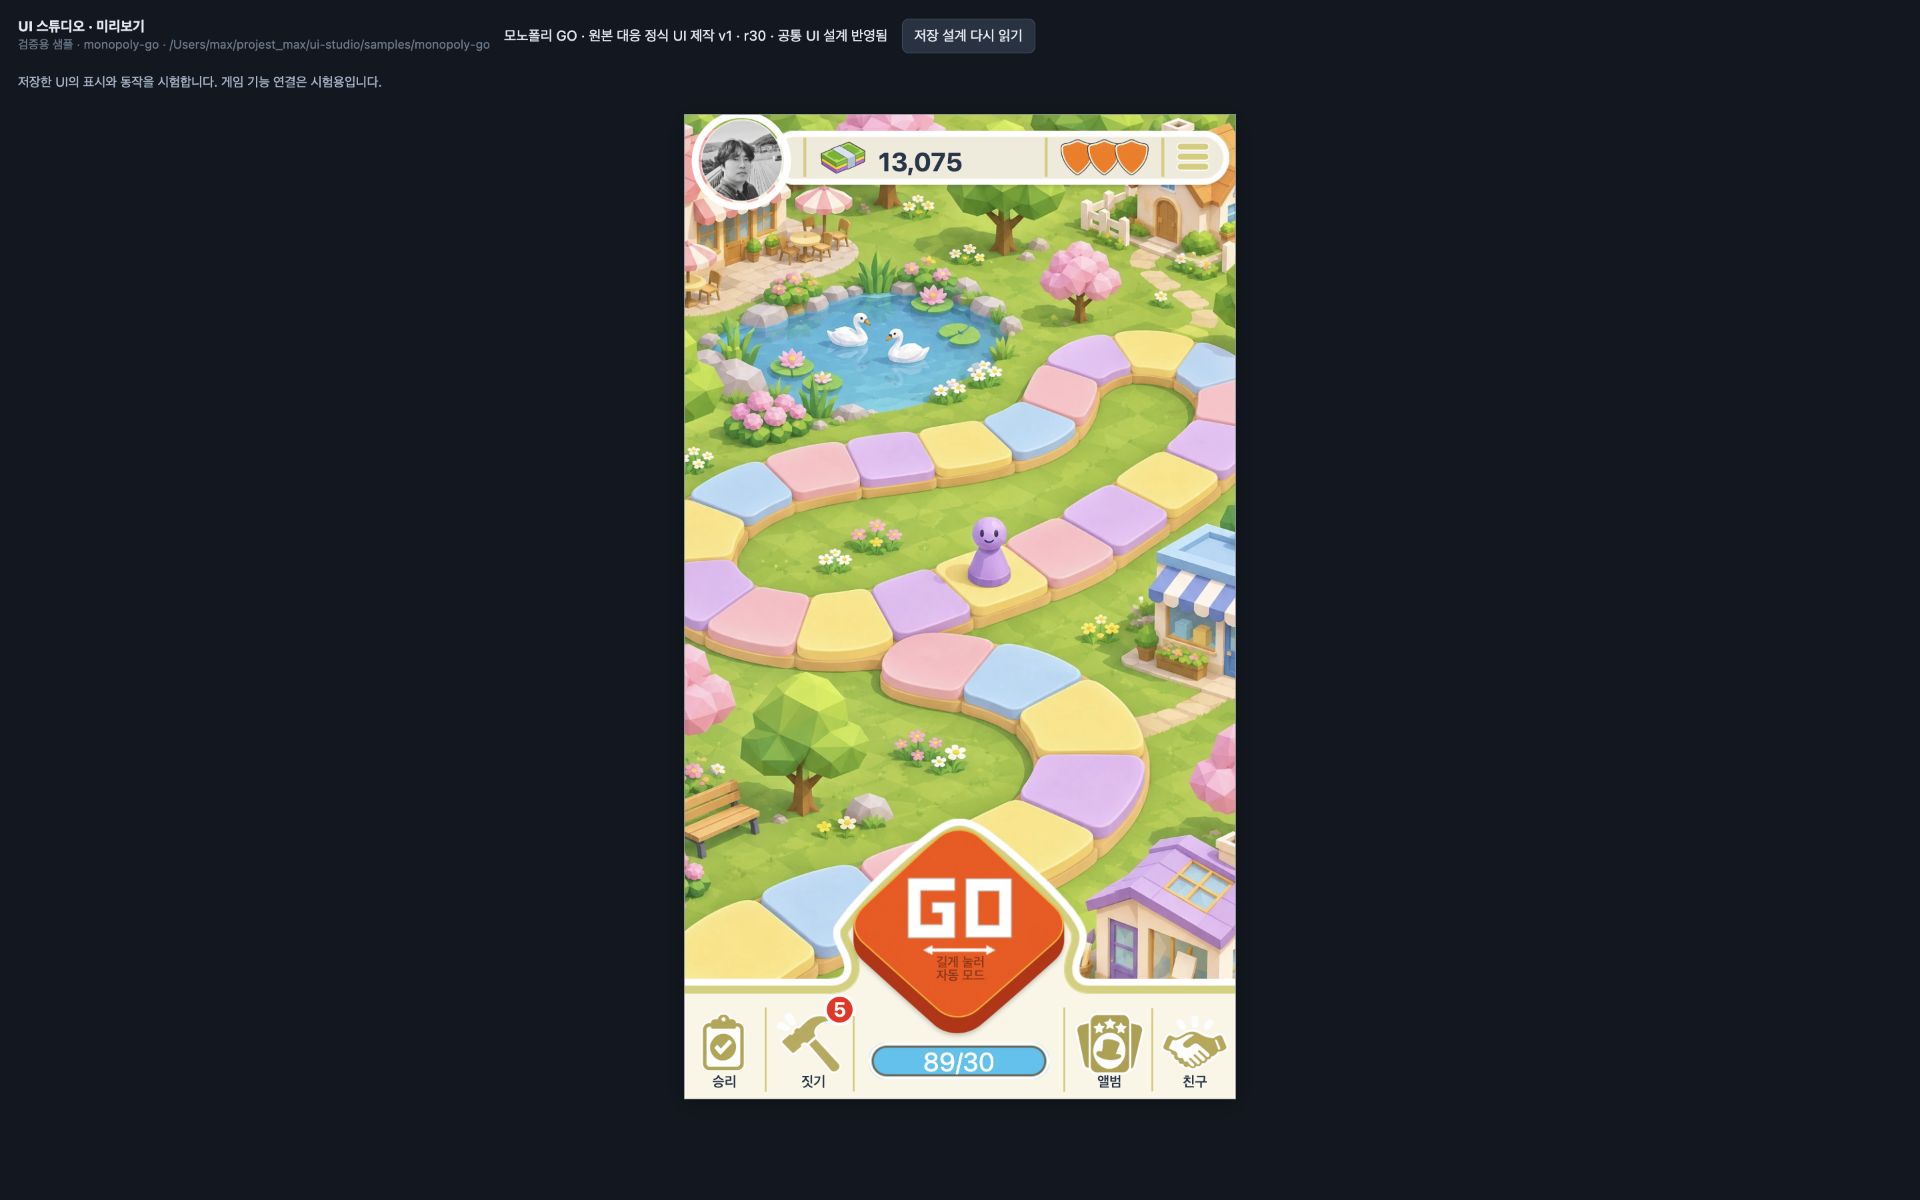 UI 스튜디오 · 미리보기
검증용 샘플 · monopoly-go · /Users/max/projest_max/ui-studio/samples/monopoly-go
모노폴리 GO · 원본 대응 정식 UI 제작 v1 · r30 · 공통 UI 설계 반영됨
저장 설계 다시 읽기
저장한 UI의 표시와 동작을 시험합니다. 게임 기능 연결은 시험용입니다.
13,075
GO
길게 눌러
자동 모드
5
89/30
승리
짓기
앨범
친구